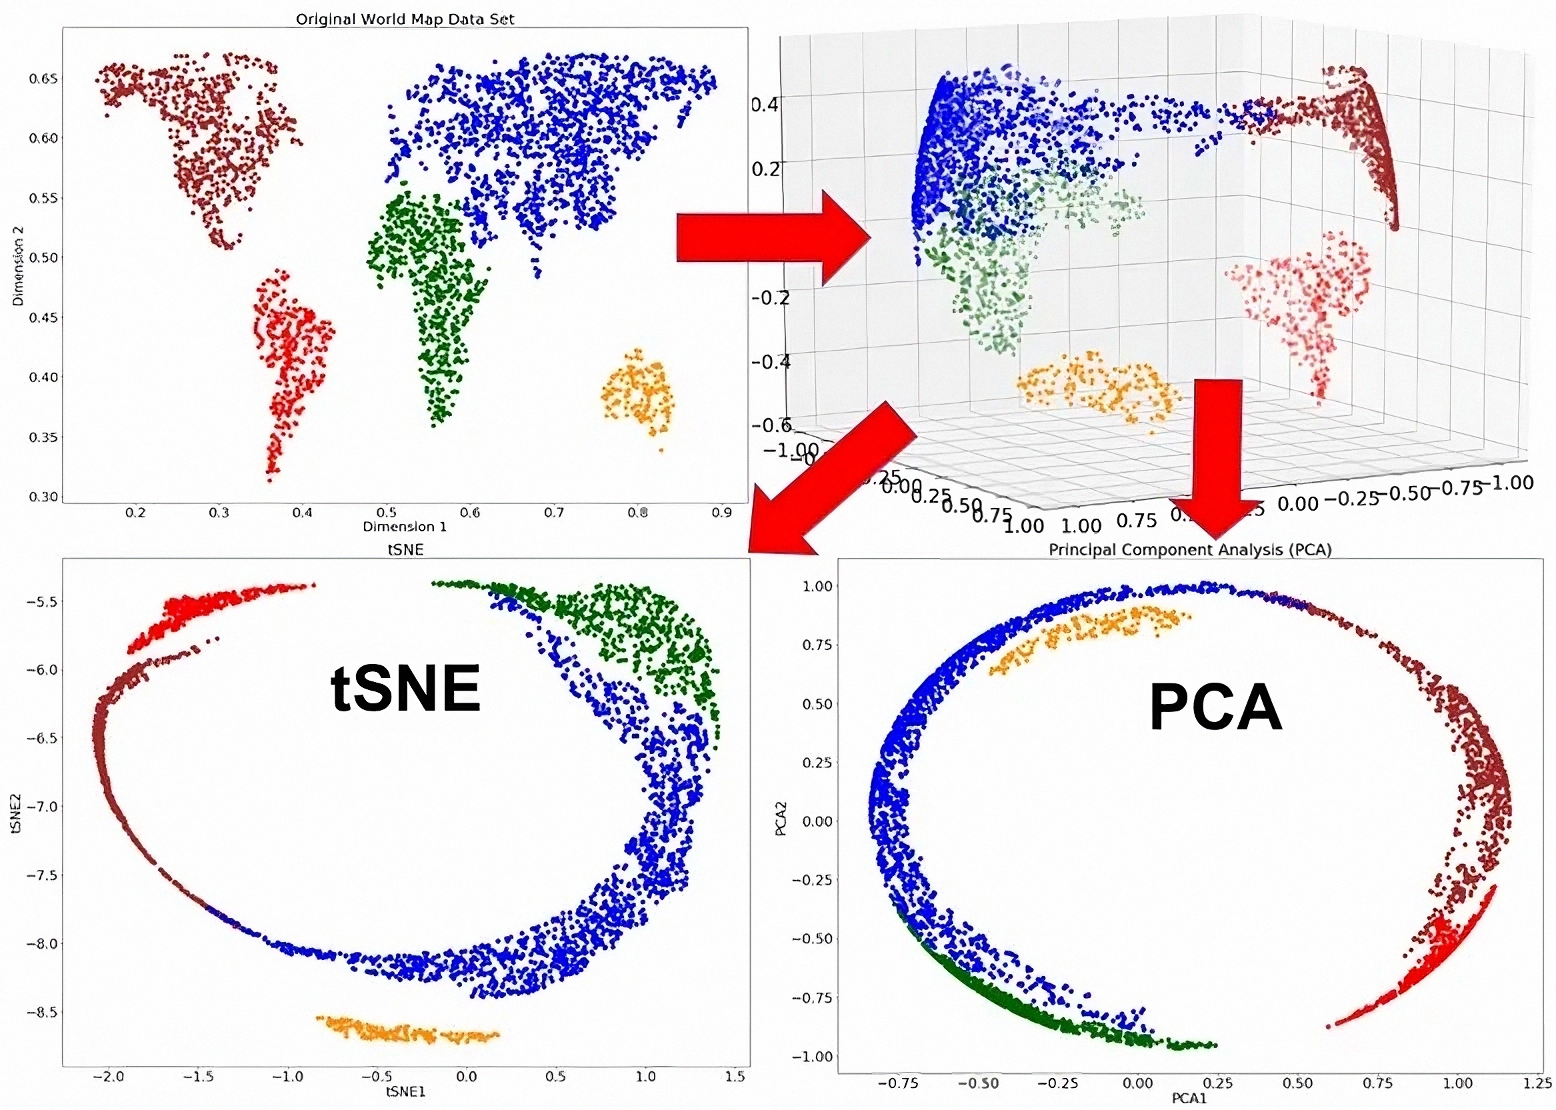 Original World Map Data Set
Dimension 2
0.65
0.60
0.55
0.50
0.45
0.40
0.35
0.30
0.2 0.3 0.4 0.5 0.6 0.7 0.8 0.9
Dimension 1
0.4
0.2
−0.2
−0.4
−0.6
−1.00
0.00
0.25
0.50
0.75
1.00
1.00 0.75 0.00 −0.25 −0.50 −0.75 −1.00
tSNE
tSNE
tSNE2
−5.5
−6.0
−6.5
−7.0
−7.5
−8.0
−8.5
−2.0 −1.5 −1.0 −0.5 0.0 0.5 1.0 1.5
tSNE1
Principal Component Analysis (PCA)
PCA
PCA2
1.00
0.75
0.50
0.25
0.00
−0.25
−0.50
−0.75
−1.00
−0.75 −0.50 −0.25 0.00 0.25 0.50 0.75 1.00 1.25
PCA1